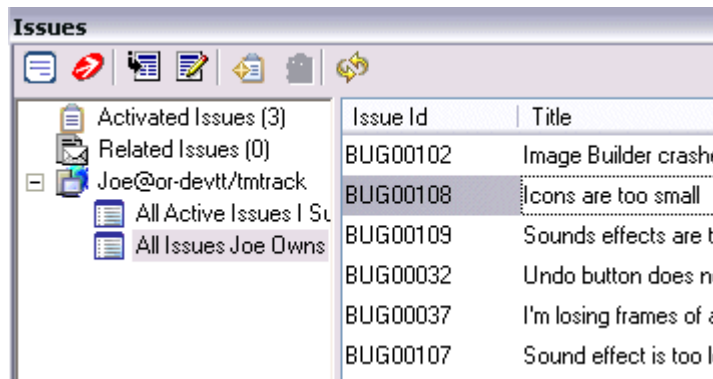 Issues
Activated Issues (3)
Related Issues (0)
Joe@or-devtt/tmtrack
All Active Issues I
All Issues Joe Owns
Issue Id Title
BUG00102 Image Builder
BUG00108 Icons are too small
BUG00109 Sounds effects are
BUG00032 Undo button does
BUG00037 I'm losing frames of
BUG00107 Sound effect is too